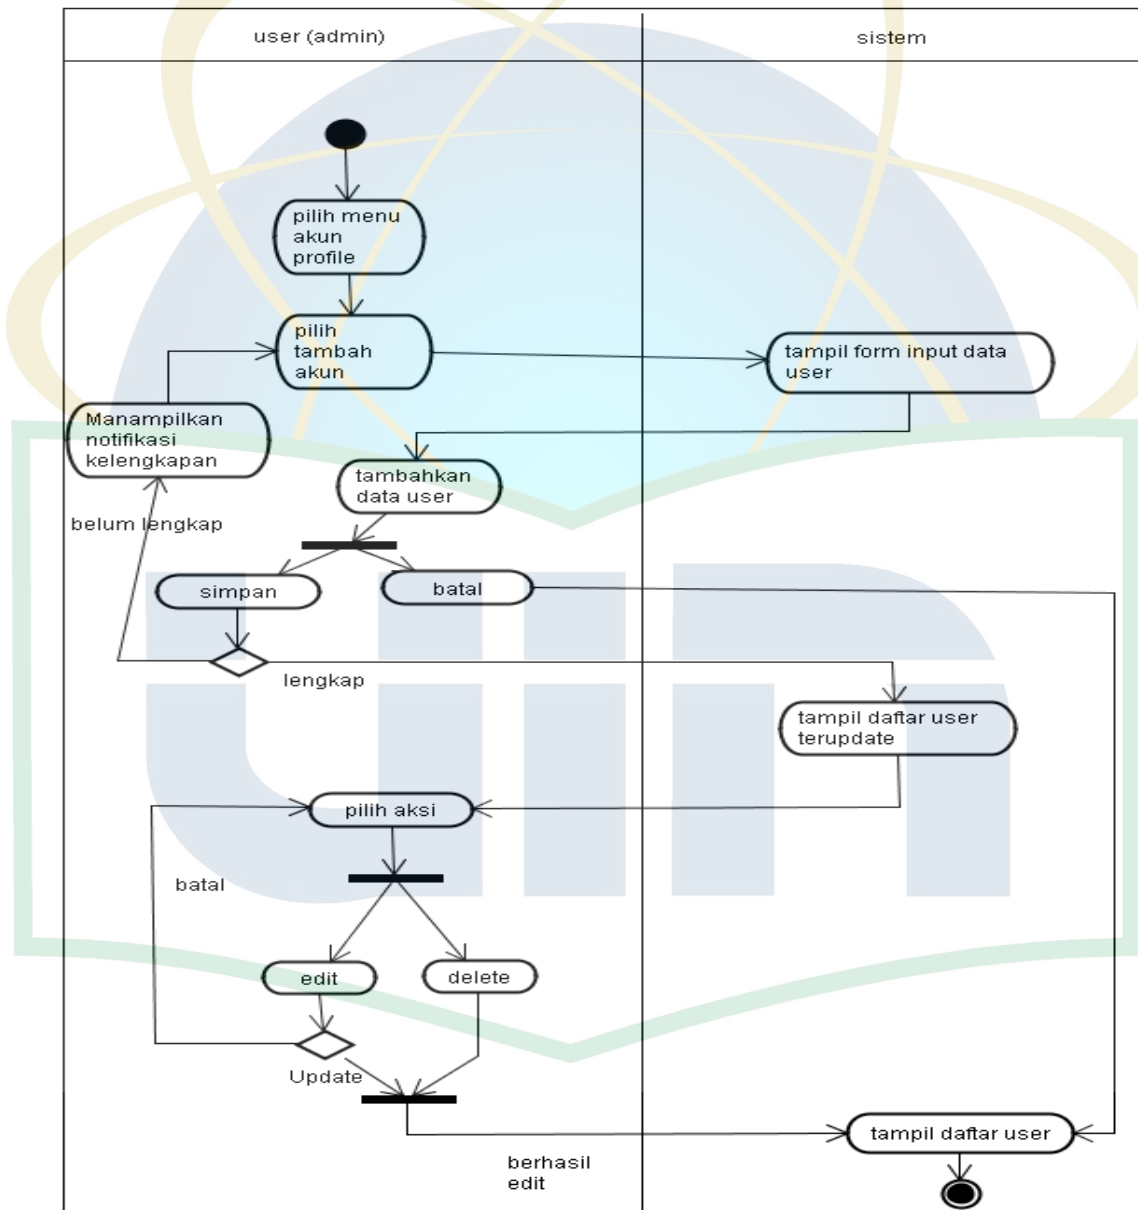 user (admin)
sistem
pilih menu
akun
profile
pilih
tambah
akun
tampil form input data
user
Manampilkan
notifikasi
kelengkapan
tambahkan
data user
belum lengkap
simpan
batal
lengkap
tampil daftar user
terupdate
pilih aksi
batal
edit
delete
Update
tampil daftar user
berhasil
edit
uin